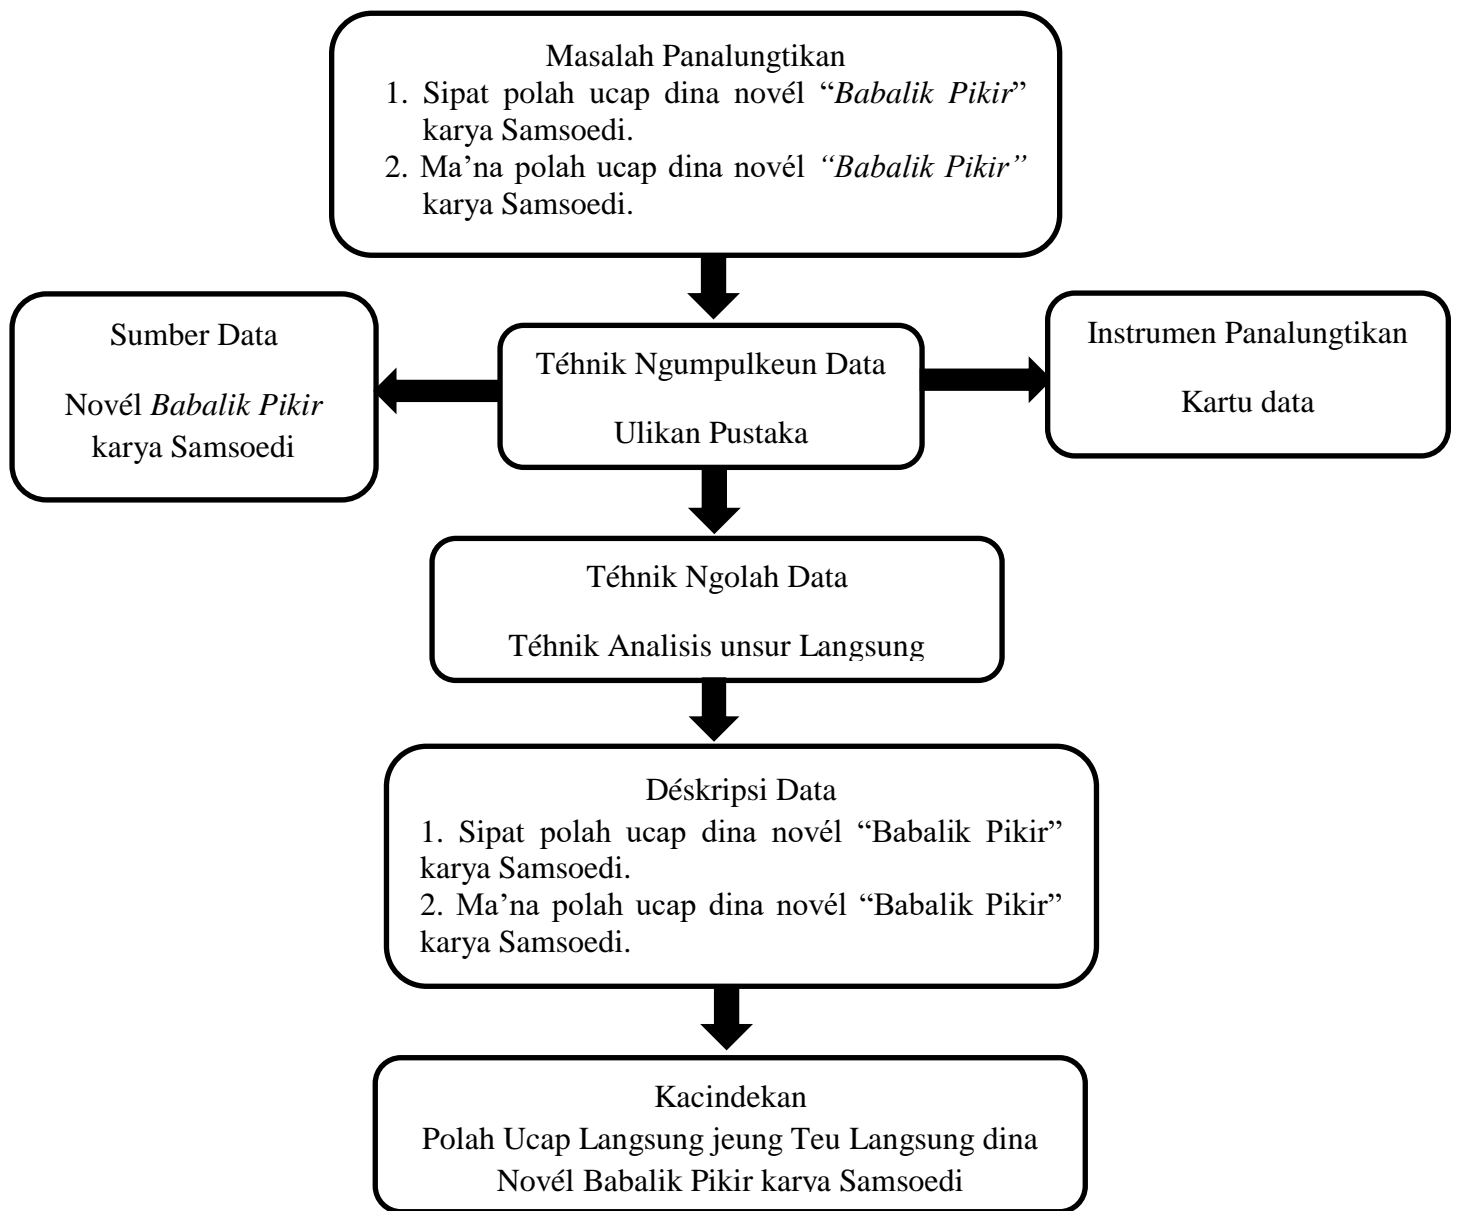 Masalah Panalungtikan
1. Sipat polah ucap dina novél “Babalik Pikir”
karya Samsoedi.
2. Ma’na polah ucap dina novél “Babalik Pikir”
karya Samsoedi.
Sumber Data
Novél Babalik Pikir
karya Samsoedi
Téhnik Ngumpulkeun Data
Ulikan Pustaka
Instrumen Panalungtikan
Kartu data
Téhnik Ngolah Data
Téhnik Analisis unsur Langsung
Déskripsi Data
1. Sipat polah ucap dina novél “Babalik Pikir”
karya Samsoedi.
2. Ma’na polah ucap dina novél “Babalik Pikir”
karya Samsoedi.
Kacindekan
Polah Ucap Langsung jeung Teu Langsung dina
Novél Babalik Pikir karya Samsoedi